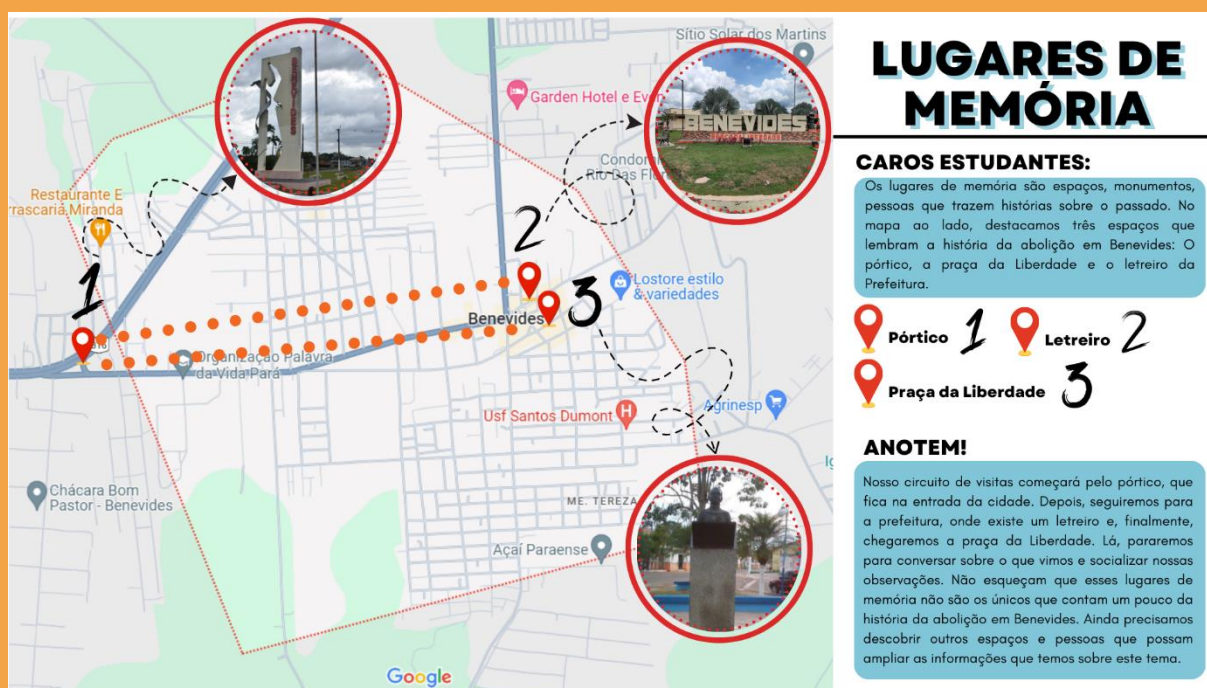 Sítio Solar dos Martins
Garden Hotel e Even
BENEVIDES
Condom
Rio Das Flo
Restaurante E
rrascaria Miranda
1
2
3
Lostore estilo
& variedades
Benevides
316
Organização Palavra
da Vida Pará
Usf Santos Dumont
Agrinesp
Ig
Chácara Bom
Pastor - Benevides
ME. TEREZA
Açaí Paraense
Google
LUGARES DE
MEMÓRIA
CAROS ESTUDANTES:
Os lugares de memória são espaços, monumentos,
pessoas que trazem histórias sobre o passado. No
mapa ao lado, destacamos três espaços que
lembram a história da abolição em Benevides: O
pórtico, a praça da Liberdade e o letreiro da
Prefeitura.
Pórtico 1 Letreiro 2
Praça da Liberdade 3
ANOTEM!
Nosso circuito de visitas começará pelo pórtico, que
fica na entrada da cidade. Depois, seguiremos para
a prefeitura, onde existe um letreiro e, finalmente,
chegaremos a praça da Liberdade. Lá, pararemos
para conversar sobre o que vimos e socializar nossas
observações. Não esqueçam que esses lugares de
memória não são os únicos que contam um pouco da
história da abolição em Benevides. Ainda precisamos
descobrir outros espaços e pessoas que possam
ampliar as informações que temos sobre este tema.